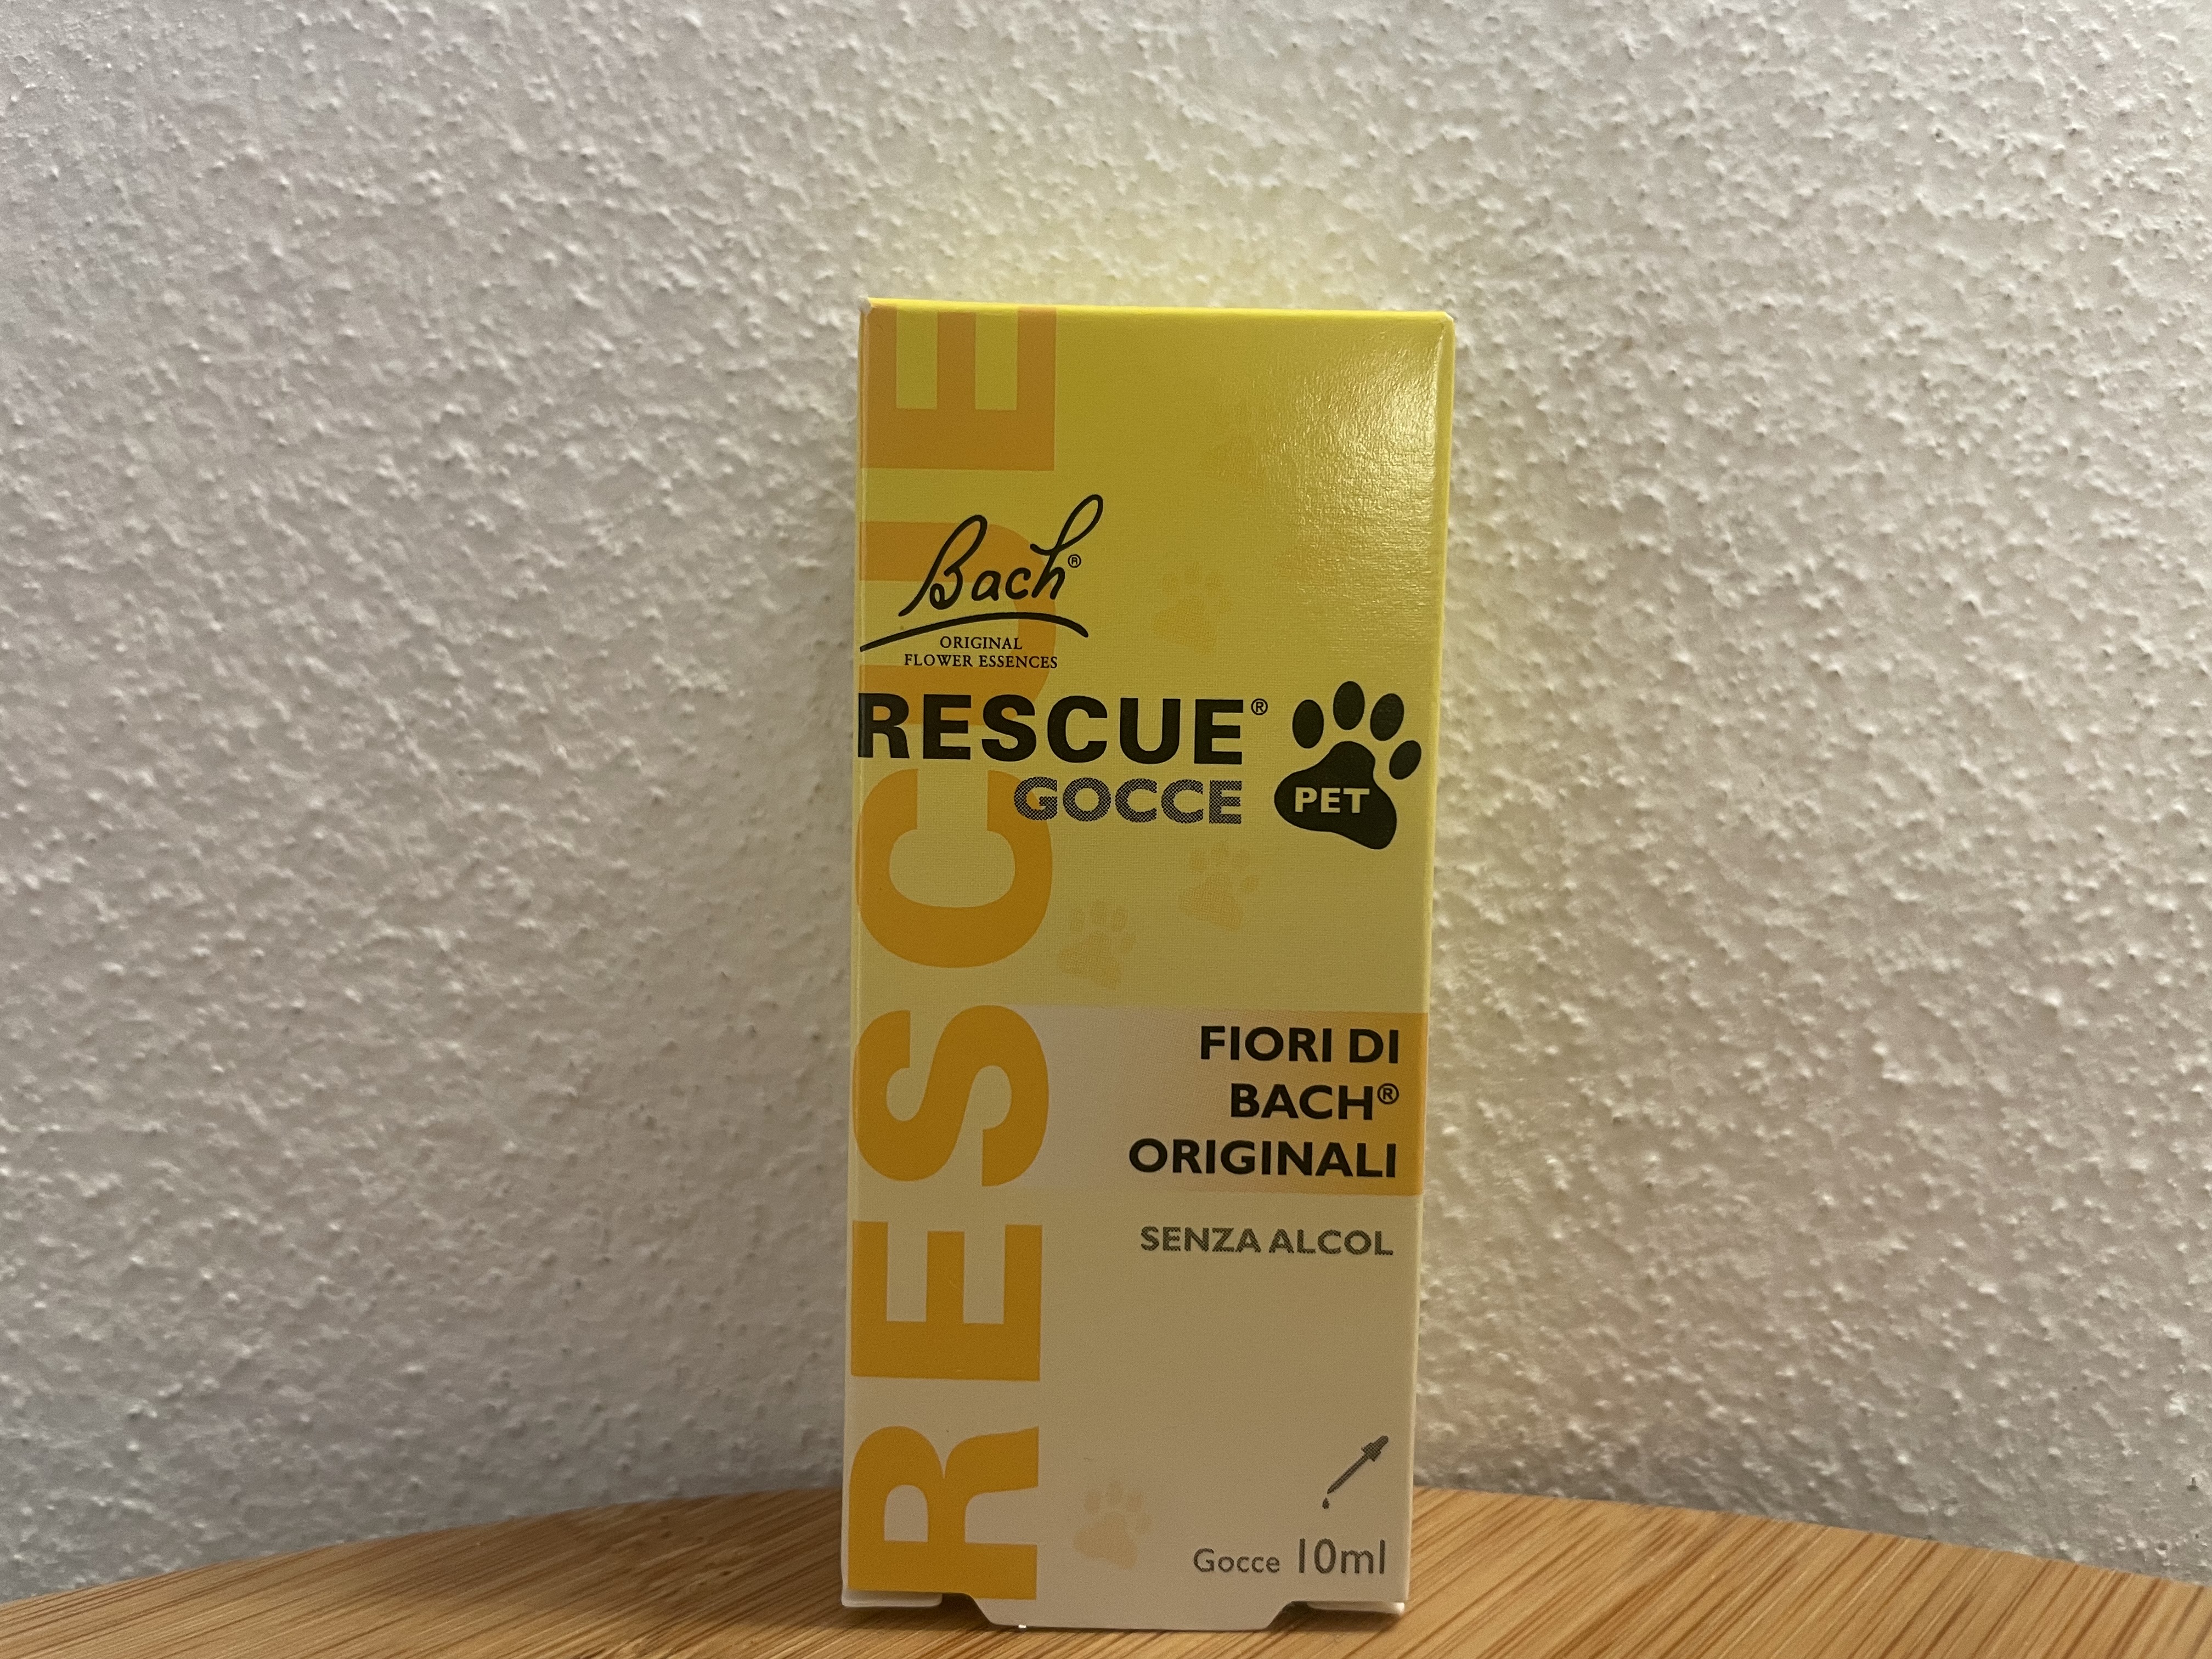 RESCUE
Bach®
ORIGINAL
FLOWER ESSENCES
RESCUE®
GOCCE
PET
FIORI DI
BACH®
ORIGINALI
SENZA ALCOL
Gocce 10ml